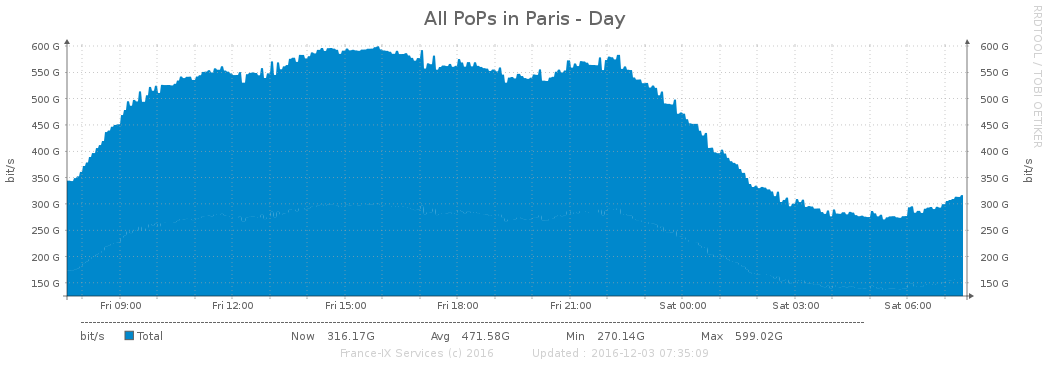 All PoPs in Paris - Day
RRDTOOL / TOBI OETIKER
bit/s
600 G
550 G
500 G
450 G
400 G
350 G
300 G
250 G
200 G
150 G
600 G
550 G
500 G
450 G
400 G
350 G
300 G
250 G
200 G
150 G
bit/s
Fri 09:00 Fri 12:00 Fri 15:00 Fri 18:00 Fri 21:00 Sat 00:00 Sat 03:00 Sat 06:00
bit/s Total Now 316.17G Avg 471.58G Min 270.14G Max 599.02G
France-IX Services (c) 2016 Updated : 2016-12-03 07:35:09